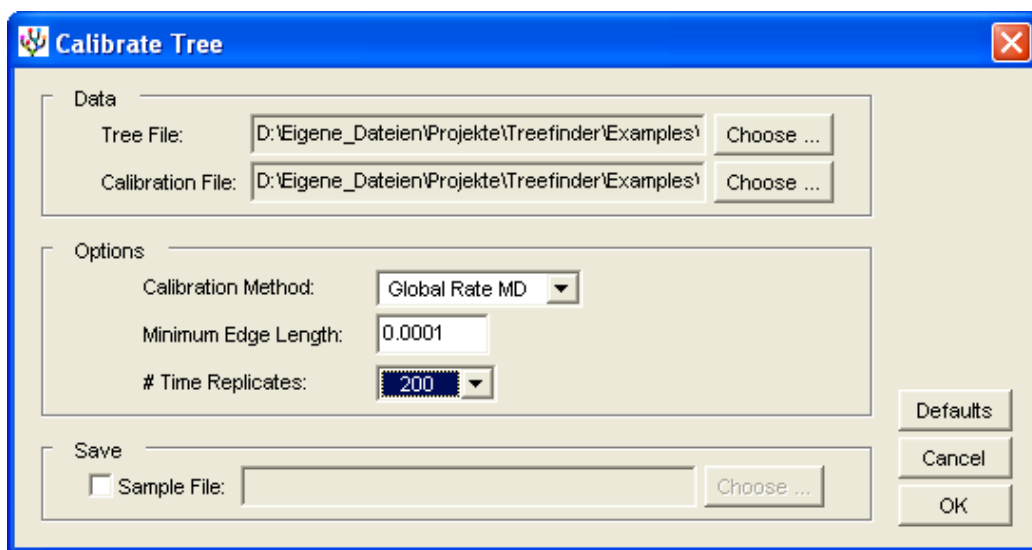 Calibrate Tree
Data
Tree File: D:\Eigene_Dateien\Projekte\Treefinder\Examples\ Choose ...
Calibration File: D:\Eigene_Dateien\Projekte\Treefinder\Examples\ Choose ...
Options
Calibration Method: Global Rate MD
Minimum Edge Length: 0.0001
# Time Replicates: 200
Defaults
Save
Cancel
Sample File: Choose ...
OK